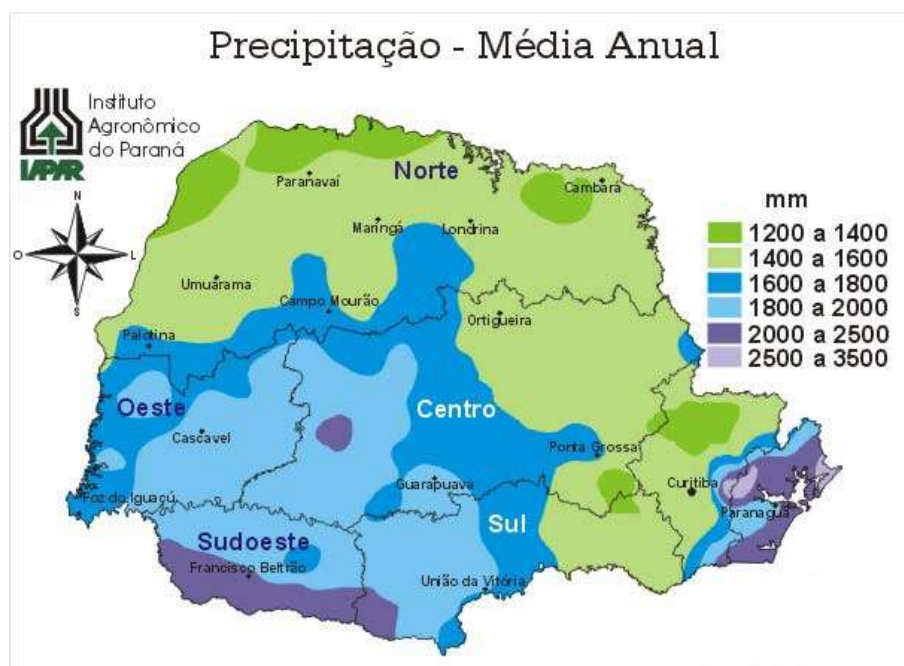 Precipitação - Média Anual
Instituto
Agronômico
do Paraná
IAPAR
N
O
L
S
mm
1200 a 1400
1400 a 1600
1600 a 1800
1800 a 2000
2000 a 2500
2500 a 3500
Norte
Paranavaí
Cambará
Maringá
Londrina
Umuárama
Campo Mourão
Ortigueira
Palotina
Oeste
Centro
Cascavel
Ponta Grossa
Guarapuava
Curitiba
Foz do Iguaçú
Paranaguá
Sul
Sudoeste
Francisco Beltrão
União da Vitória